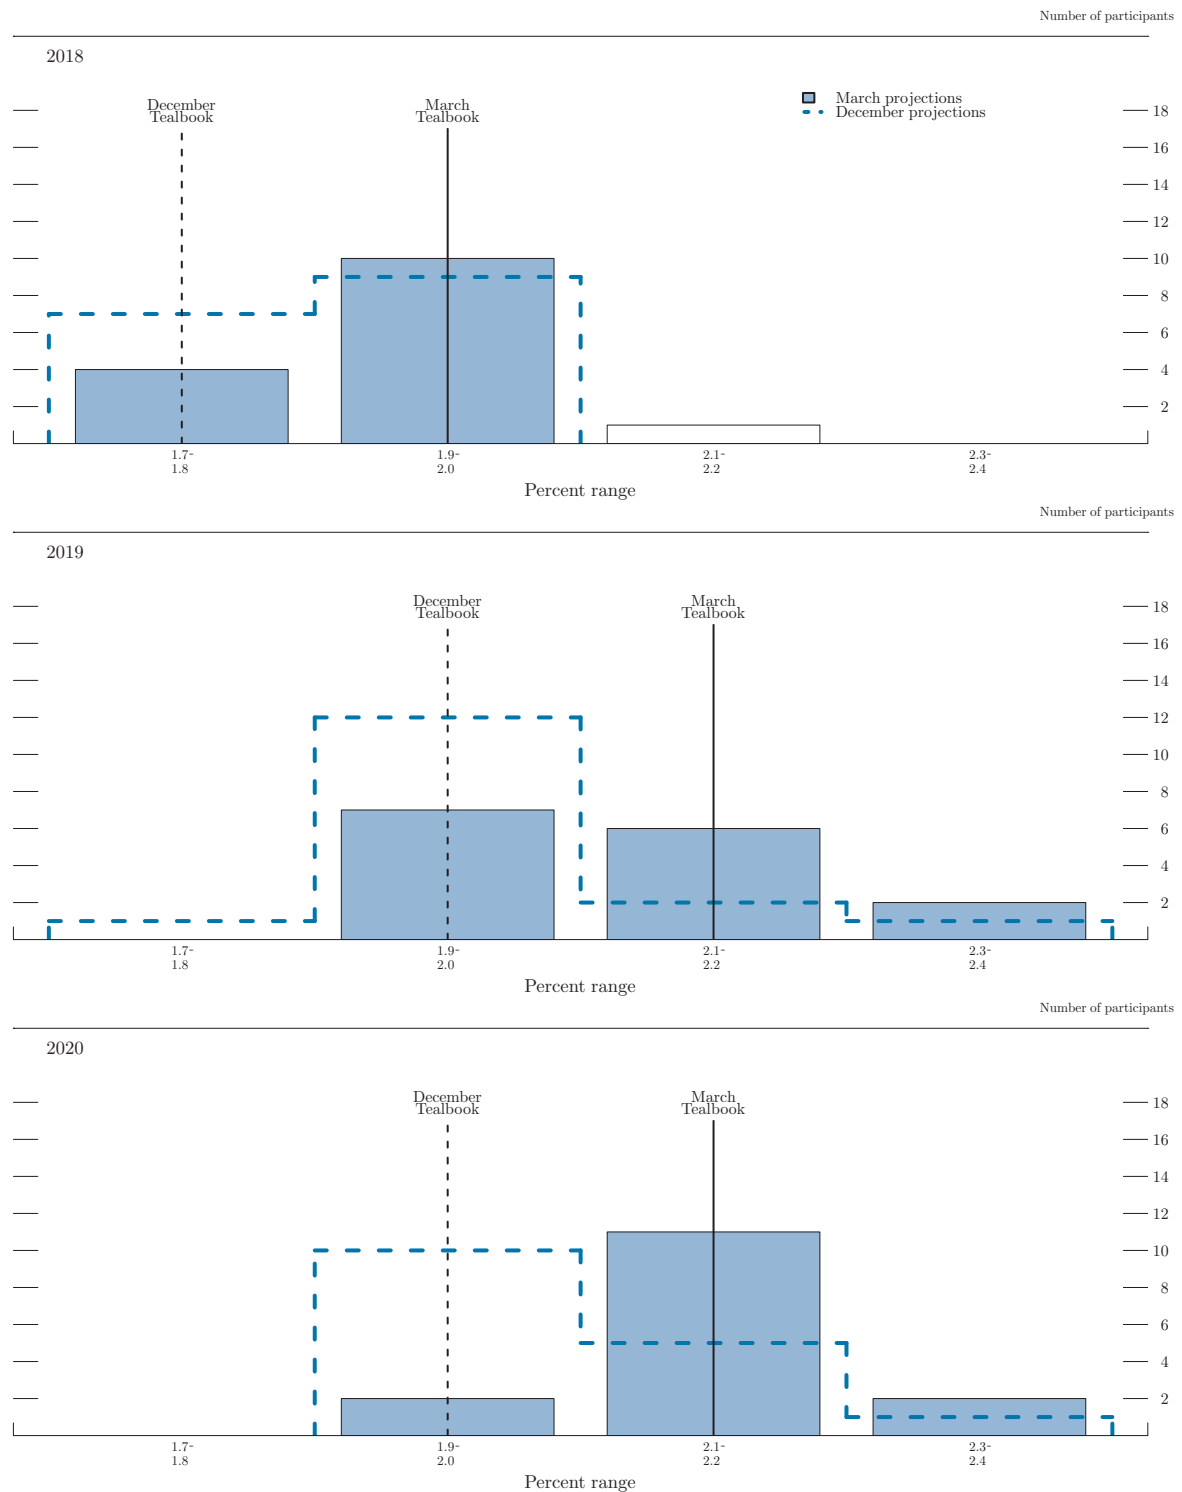 Number of participants
2018
December
Tealbook
March
Tealbook
March projections
December projections
18
16
14
12
10
8
6
4
2
1.7-
1.8
1.9-
2.0
2.1-
2.2
2.3-
2.4
Percent range
Number of participants
2019
December
Tealbook
March
Tealbook
18
16
14
12
10
8
6
4
2
1.7-
1.8
1.9-
2.0
2.1-
2.2
2.3-
2.4
Percent range
Number of participants
2020
December
Tealbook
March
Tealbook
18
16
14
12
10
8
6
4
2
1.7-
1.8
1.9-
2.0
2.1-
2.2
2.3-
2.4
Percent range